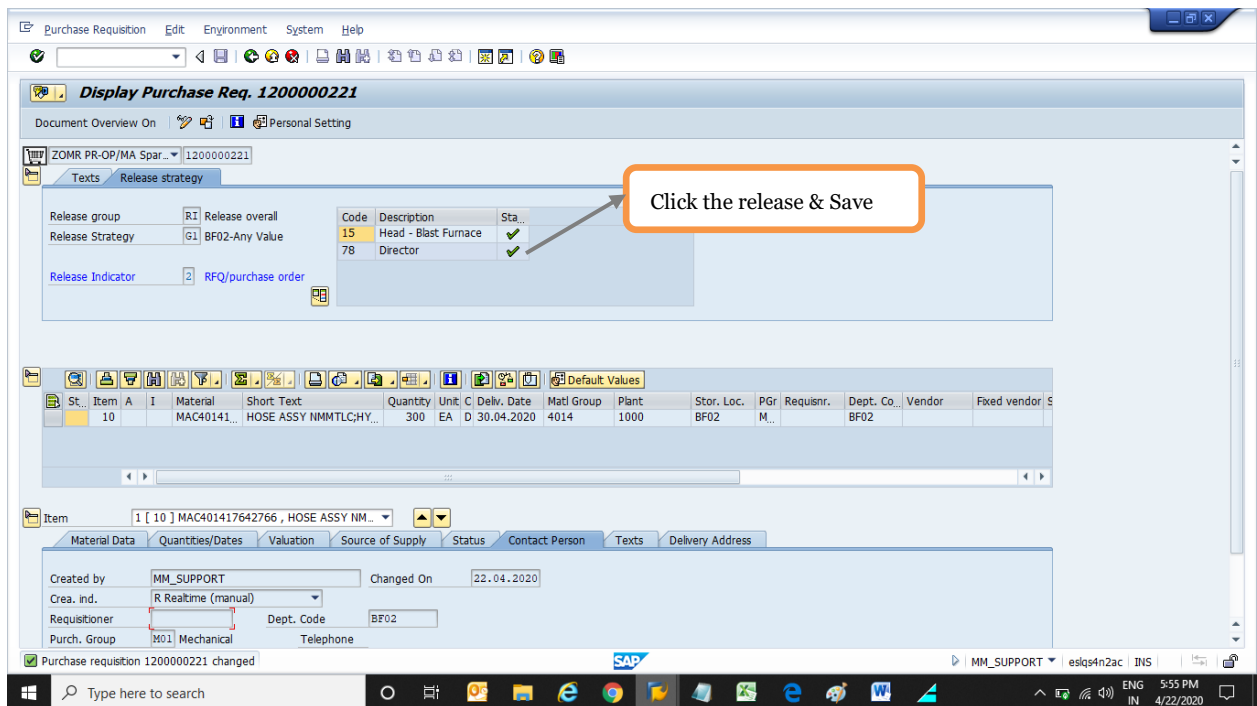 Purchase Requisition Edit Environment System Help
Display Purchase Req. 1200000221
Document Overview On Personal Setting
ZOMR PR-OP/MA Spar... 1200000221
Texts Release strategy
Click the release & Save
Release group RI Release overall Code Description Sta...
Release Strategy G1 BF02-Any Value 15 Head - Blast Furnace
78 Director
Release Indicator 2 RFQ/purchase order
Default Values
St... Item A I Material Short Text Quantity Unit C Deliv. Date Matl Group Plant Stor. Loc. PGr Requisnr. Dept. Co... Vendor Fixed vendor S
10 MAC40141... HOSE ASSY NMMTLC;HY... 300 EA D 30.04.2020 4014 1000 BF02 M... BF02
Item 1 [ 10 ] MAC401417642766 , HOSE ASSY NM...
Material Data Quantities/Dates Valuation Source of Supply Status Contact Person Texts Delivery Address
Created by MM_SUPPORT Changed On 22.04.2020
Crea. ind. R Realtime (manual)
Requisitioner Dept. Code BF02
Purch. Group M01 Mechanical Telephone
Purchase requisition 1200000221 changed SAP MM_SUPPORT eslqs4n2ac INS
Type here to search ENG 5:55 PM
IN 4/22/2020